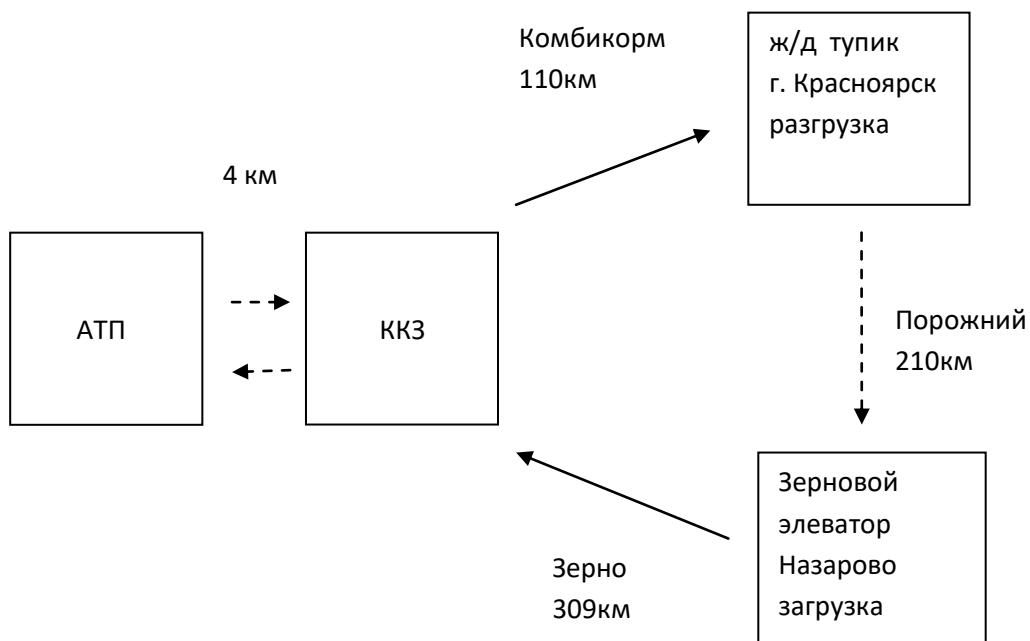 Комбикорм
110км
ж/д тупик
г. Красноярск
разгрузка
4 км
АТП
ККЗ
Порожний
210км
Зерно
309км
Зерновой
элеватор
Назарово
загрузка